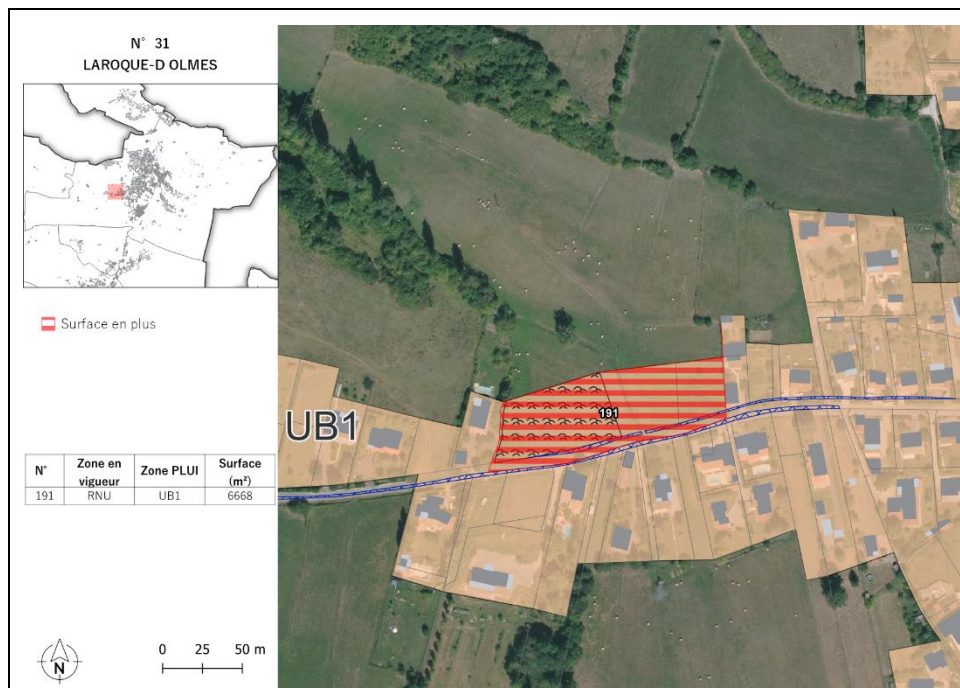 N° 31
LAROQUE-D OLMES
Surface en plus
N° Zone en vigueur Zone PLUI Surface (m²)
191 RNU UB1 6668
N
0 25 50 m
UB1
191